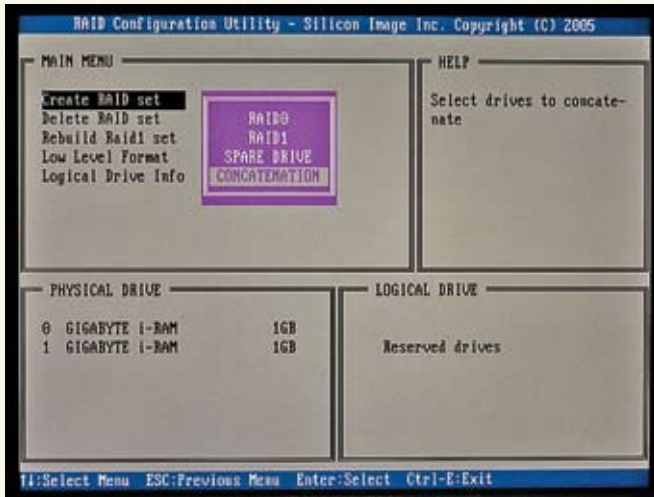 RAID Configuration Utility - Silicon Image Inc. Copyright (C) 2005
MAIN MENU
Create RAID set
Delete RAID set
Rebuild Raid1 set
Low Level Format
Logical Drive Info
RAID0
RAID1
SPARE DRIVE
CONCATENATION
HELP
Select drives to concate-
nate
PHYSICAL DRIVE
0 GIGABYTE i-RAM 1GB
1 GIGABYTE i-RAM 1GB
LOGICAL DRIVE
Reserved drives
↑↓:Select Menu ESC:Previous Menu Enter:Select Ctrl-E:Exit